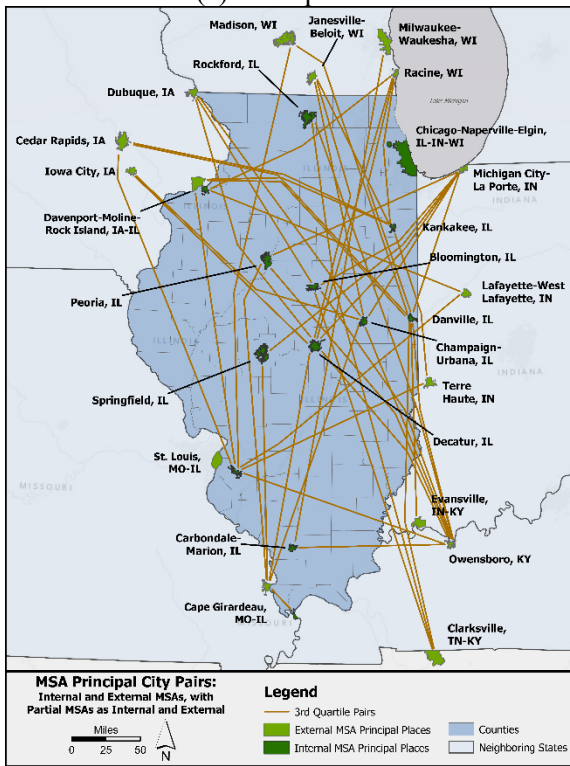 Madison, WI
Janesville-
Beloit, WI
Milwaukee-
Waukesha, WI
Rockford, IL
Racine, WI
Dubuque, IA
Lake Michigan
Cedar Rapids, IA
Chicago-Naperville-Elgin,
IL-IN-WI
Iowa City, IA
ILLINOIS
Michigan City-
La Porte, IN
INDIANA
ILLINOIS
Davenport-Moline-
Rock Island, IA-IL
Kankakee, IL
Bloomington, IL
Peoria, IL
Lafayette-West
Lafayette, IN
Danville, IL
ILLINOIS
Champaign-
Urbana, IL
INDIANA
Springfield, IL
Terre
Haute, IN
ILLINOIS
Decatur, IL
St. Louis,
MO-IL
MISSOURI
Evansville,
IN-KY
Carbondale-
Marion, IL
Owensboro, KY
Cape Girardeau,
MO-IL
MISSOURI
Clarksville,
TN-KY
MSA Principal City Pairs:
Internal and External MSAs, with
Partial MSAs as Internal and External
Miles
0 25 50
N
Legend
3rd Quartile Pairs
External MSA Principal Places
Internal MSA Principal Places
Counties
Neighboring States